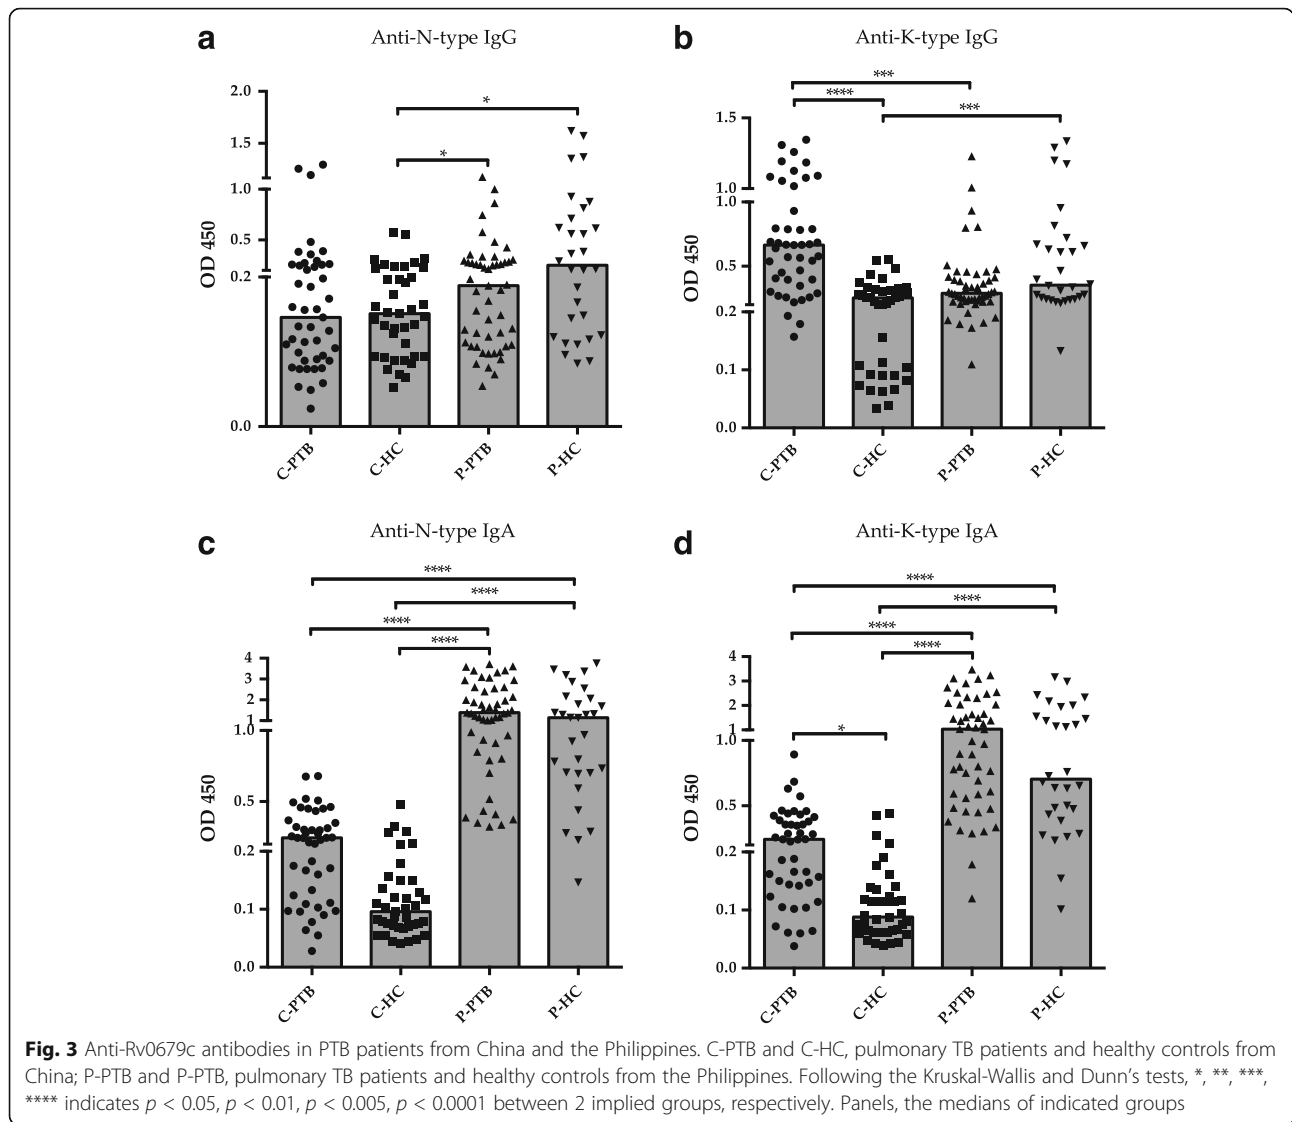 a Anti-N-type IgG
b Anti-K-type IgG
*
*
2.0
1.5
1.0
0.5
0.2
0.0
OD 450
C-PTB
C-HC
P-PTB
P-HC
***
****
***
1.5
1.0
1.0
0.5
0.2
0.1
0.0
OD 450
C-PTB
C-HC
P-PTB
P-HC
c Anti-N-type IgA
d Anti-K-type IgA
****
****
****
****
4
3
2
1
1.0
0.5
0.2
0.1
0.0
OD 450
C-PTB
C-HC
P-PTB
P-HC
****
****
****
****
*
4
3
2
1
1.0
0.5
0.2
0.1
0.0
OD 450
C-PTB
C-HC
P-PTB
P-HC
Fig. 3 Anti-Rv0679c antibodies in PTB patients from China and the Philippines. C-PTB and C-HC, pulmonary TB patients and healthy controls from
China; P-PTB and P-PTB, pulmonary TB patients and healthy controls from the Philippines. Following the Kruskal-Wallis and Dunn's tests, *, **, ***,
**** indicates p < 0.05, p < 0.01, p < 0.005, p < 0.0001 between 2 implied groups, respectively. Panels, the medians of indicated groups